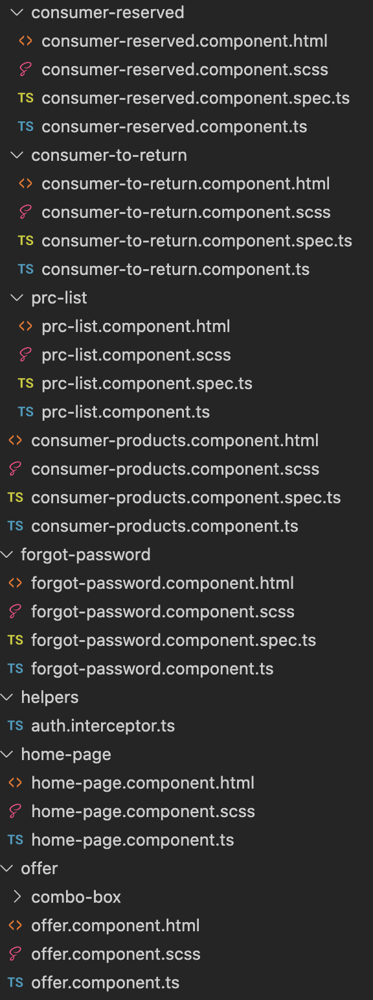 consumer-reserved
consumer-reserved.component.html
consumer-reserved.component.scss
TS consumer-reserved.component.spec.ts
TS consumer-reserved.component.ts
consumer-to-return
consumer-to-return.component.html
consumer-to-return.component.scss
TS consumer-to-return.component.spec.ts
TS consumer-to-return.component.ts
prc-list
prc-list.component.html
prc-list.component.scss
TS prc-list.component.spec.ts
TS prc-list.component.ts
consumer-products.component.html
consumer-products.component.scss
TS consumer-products.component.spec.ts
TS consumer-products.component.ts
forgot-password
forgot-password.component.html
forgot-password.component.scss
TS forgot-password.component.spec.ts
TS forgot-password.component.ts
helpers
TS auth.interceptor.ts
home-page
home-page.component.html
home-page.component.scss
TS home-page.component.ts
offer
combo-box
offer.component.html
offer.component.scss
TS offer.component.ts